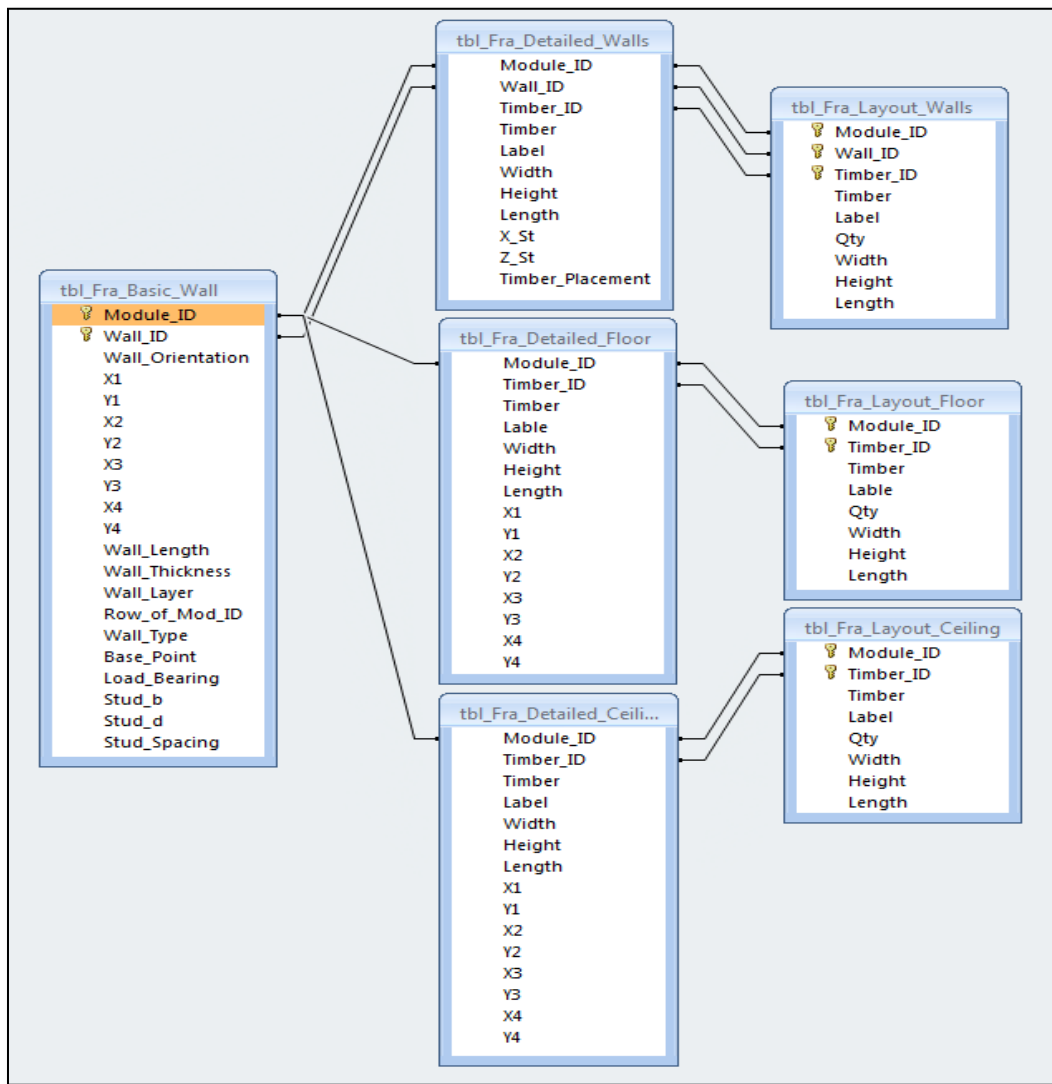 tbl_Fra_Basic_Wall
Module_ID
Wall_ID
Wall_Orientation
X1
Y1
X2
Y2
X3
Y3
X4
Y4
Wall_Length
Wall_Thickness
Wall_Layer
Row_of_Mod_ID
Wall_Type
Base_Point
Load_Bearing
Stud_b
Stud_d
Stud_Spacing
tbl_Fra_Detailed_Walls
Module_ID
Wall_ID
Timber_ID
Timber
Label
Width
Height
Length
X_St
Z_St
Timber_Placement
tbl_Fra_Detailed_Floor
Module_ID
Timber_ID
Timber
Lable
Width
Height
Length
X1
Y1
X2
Y2
X3
Y3
X4
Y4
tbl_Fra_Detailed_Ceili...
Module_ID
Timber_ID
Timber
Label
Width
Height
Length
X1
Y1
X2
Y2
X3
Y3
X4
Y4
tbl_Fra_Layout_Walls
Module_ID
Wall_ID
Timber_ID
Timber
Label
Qty
Width
Height
Length
tbl_Fra_Layout_Floor
Module_ID
Timber_ID
Timber
Lable
Qty
Width
Height
Length
tbl_Fra_Layout_Ceiling
Module_ID
Timber_ID
Timber
Label
Qty
Width
Height
Length